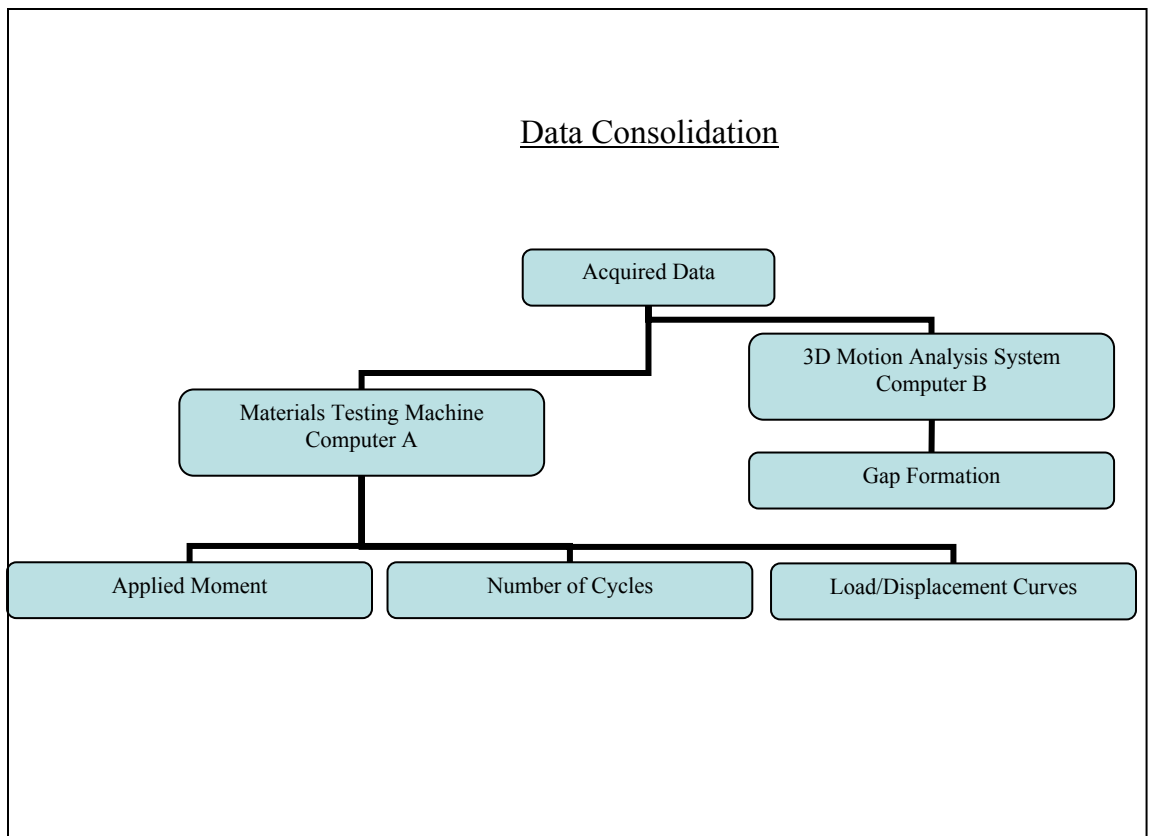 Data Consolidation
Acquired Data
3D Motion Analysis System
Computer B
Materials Testing Machine
Computer A
Gap Formation
Applied Moment
Number of Cycles
Load/Displacement Curves